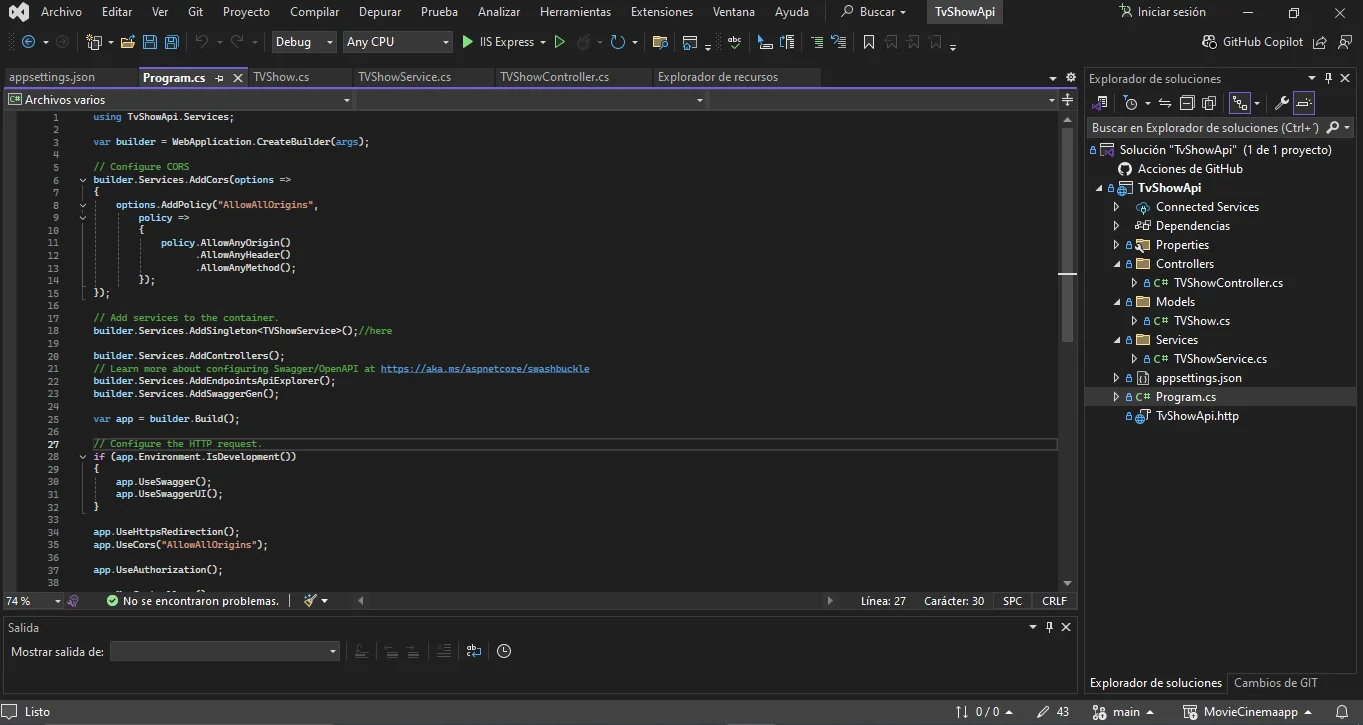 Archivo Editar Ver Git Proyecto Compilar Depurar Prueba Analizar Herramientas Extensiones Ventana Ayuda Buscar TvShowApi Iniciar sesión
Debug Any CPU IIS Express GitHub Copilot
appsettings.json Program.cs TVShow.cs TVShowService.cs TVShowController.cs Explorador de recursos
C# Archivos varios
1 using TvShowApi.Services;
2
3 var builder = WebApplication.CreateBuilder(args);
4
5 // Configure CORS
6 builder.Services.AddCors(options =>
7 {
8 options.AddPolicy("AllowAllOrigins",
9 policy =>
10 {
11 policy.AllowAnyOrigin()
12 .AllowAnyHeader()
13 .AllowAnyMethod();
14 });
15 });
16
17 // Add services to the container.
18 builder.Services.AddSingleton<TVShowService>();//here
19
20 builder.Services.AddControllers();
21 // Learn more about configuring Swagger/OpenAPI at https://aka.ms/aspnetcore/swashbuckle
22 builder.Services.AddEndpointsApiExplorer();
23 builder.Services.AddSwaggerGen();
24
25 var app = builder.Build();
26
27 // Configure the HTTP request.
28 if (app.Environment.IsDevelopment())
29 {
30 app.UseSwagger();
31 app.UseSwaggerUI();
32 }
33
34 app.UseHttpsRedirection();
35 app.UseCors("AllowAllOrigins");
36
37 app.UseAuthorization();
38
74 % No se encontraron problemas. Línea: 27 Carácter: 30 SPC CRLF
Salida
Mostrar salida de:
Explorador de soluciones
Buscar en Explorador de soluciones (Ctrl+´)
Solución "TvShowApi" (1 de 1 proyecto)
Acciones de GitHub
TvShowApi
Connected Services
Dependencias
Properties
Controllers
C# TVShowController.cs
Models
C# TVShow.cs
Services
C# TVShowService.cs
appsettings.json
C# Program.cs
TvShowApi.http
Explorador de soluciones Cambios de GIT
Listo 0 / 0 43 main MovieCinemaapp